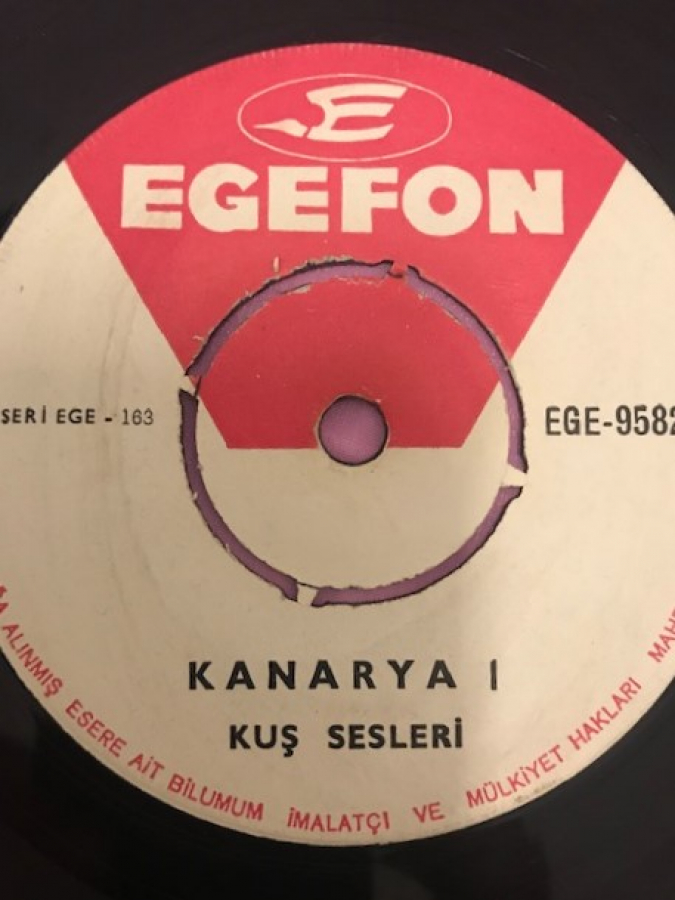 EGEFON
SERİ EGE - 163
EGE-9582
KANARYA I
KUŞ SESLERİ
ALINMIŞ ESERE AİT BİLUMUM İMALATÇI VE MÜLKİYET HAKLARI